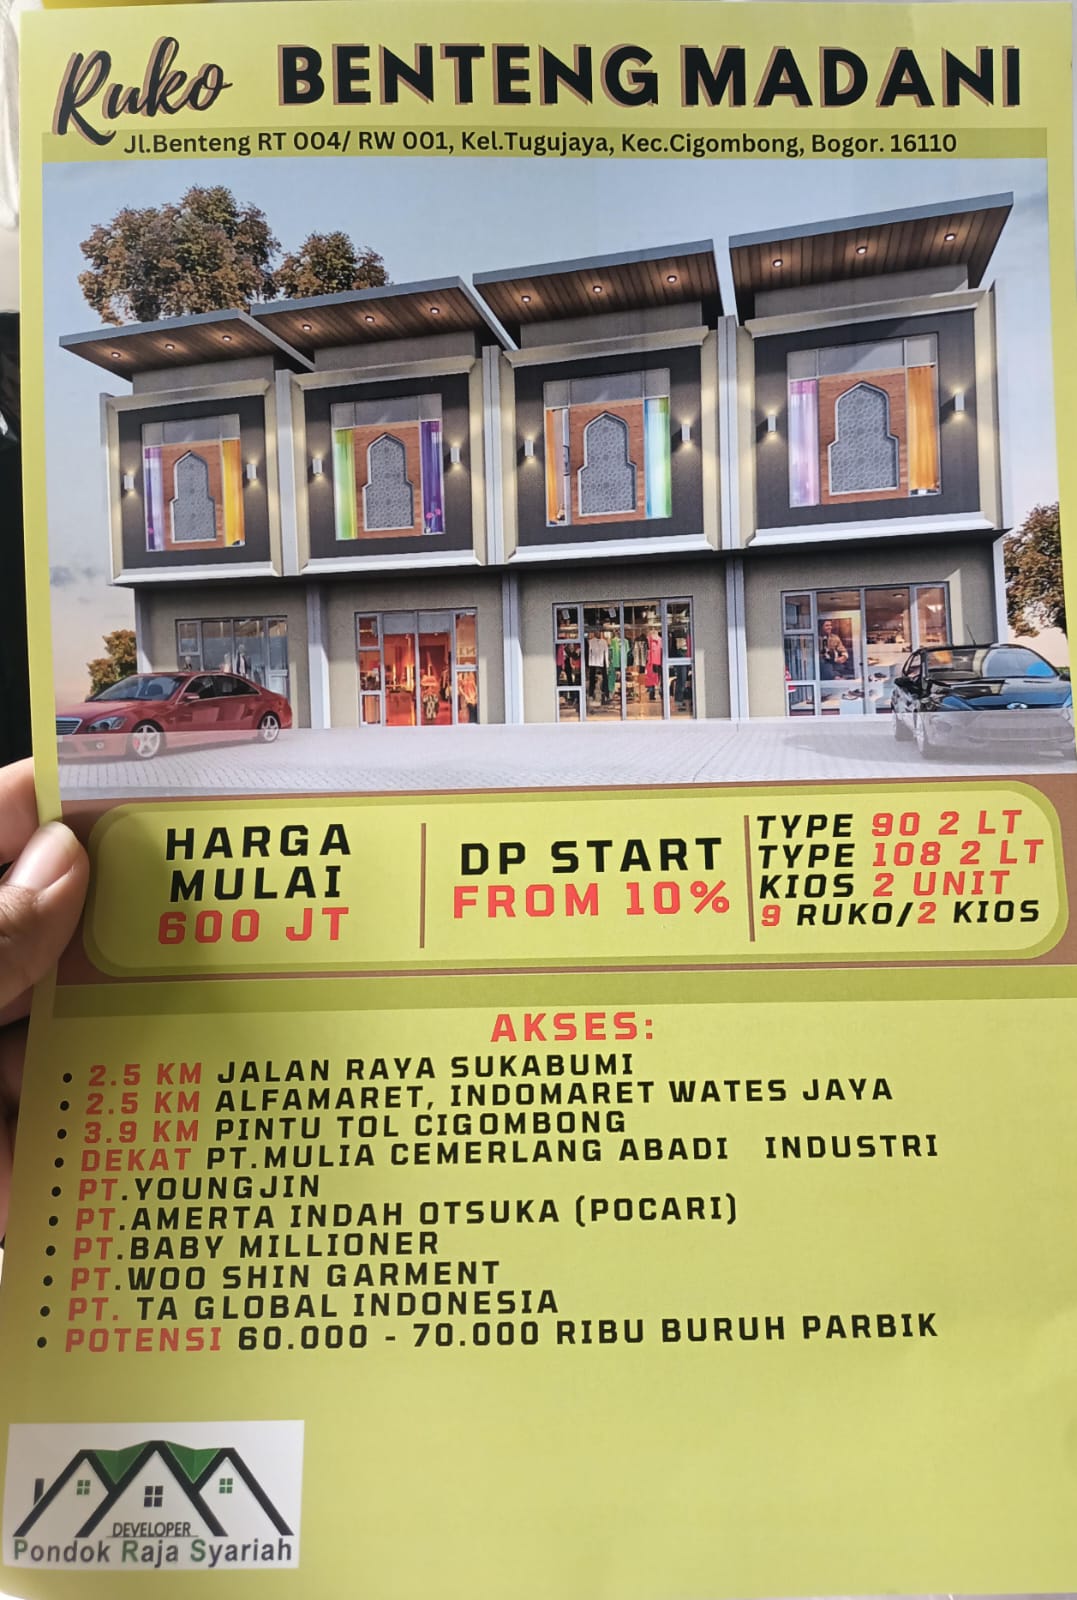 Ruko BENTENG MADANI
Jl.Benteng RT 004/ RW 001, Kel.Tugujaya, Kec.Cigombong, Bogor. 16110
HARGA
MULAI
600 JT
DP START
FROM 10%
TYPE 90 2 LT
TYPE 108 2 LT
KIOS 2 UNIT
9 RUKO/2 KIOS
AKSES:
• 2.5 KM JALAN RAYA SUKABUMI
• 2.5 KM ALFAMARET, INDOMARET WATES JAYA
• 3.9 KM PINTU TOL CIGOMBONG
• DEKAT PT.MULIA CEMERLANG ABADI INDUSTRI
• PT.YOUNGJIN
• PT.AMERTA INDAH OTSUKA (POCARI)
• PT.BABY MILLIONER
• PT.WOO SHIN GARMENT
• PT. TA GLOBAL INDONESIA
• POTENSI 60.000 - 70.000 RIBU BURUH PARBIK
DEVELOPER
Pondok Raja Syariah